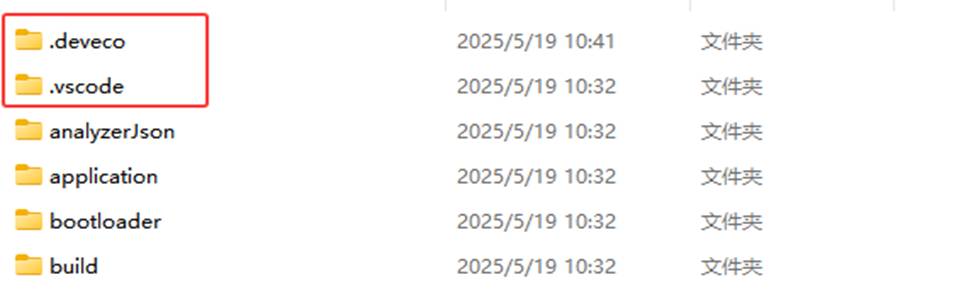 .deveco 2025/5/19 10:41 文件夹
.vscode 2025/5/19 10:32 文件夹
analyzerJson 2025/5/19 10:32 文件夹
application 2025/5/19 10:32 文件夹
bootloader 2025/5/19 10:32 文件夹
build 2025/5/19 10:32 文件夹